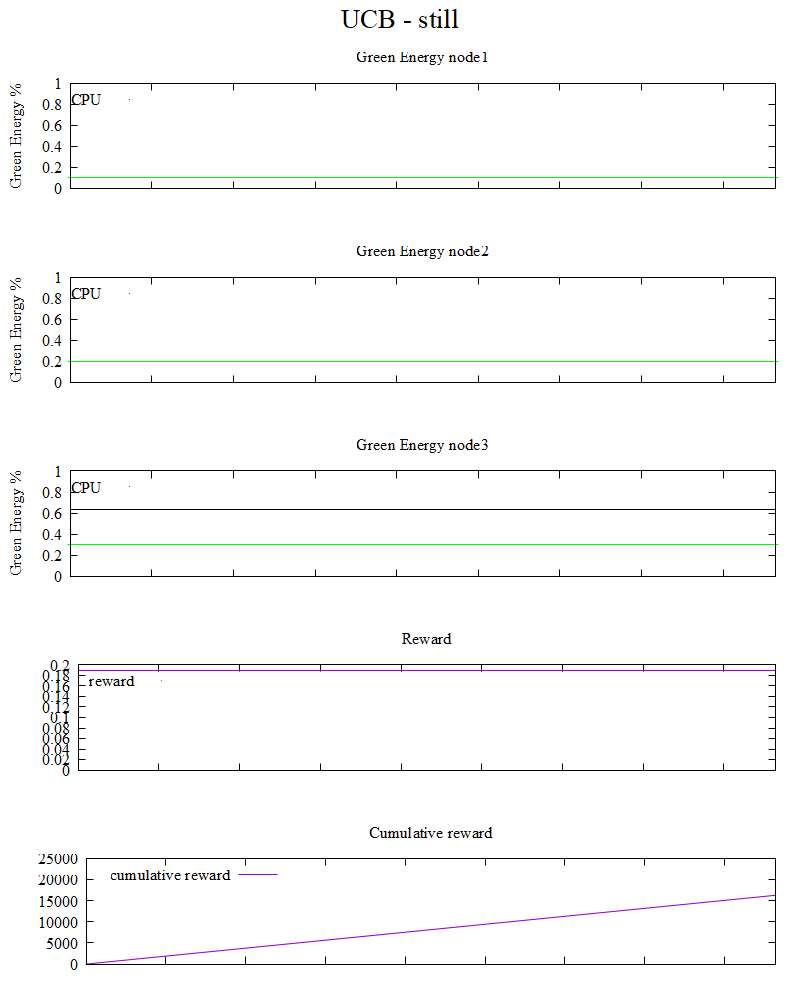 UCB - still
Green Energy node1
Green Energy %
1
0.8
0.6
0.4
0.2
0
CPU
Green Energy node2
Green Energy %
1
0.8
0.6
0.4
0.2
0
CPU
Green Energy node3
Green Energy %
1
0.8
0.6
0.4
0.2
0
CPU
Reward
0.2
0.18
0.16
0.14
0.12
0.1
0.08
0.06
0.04
0.02
0
reward
Cumulative reward
25000
20000
15000
10000
5000
0
cumulative reward